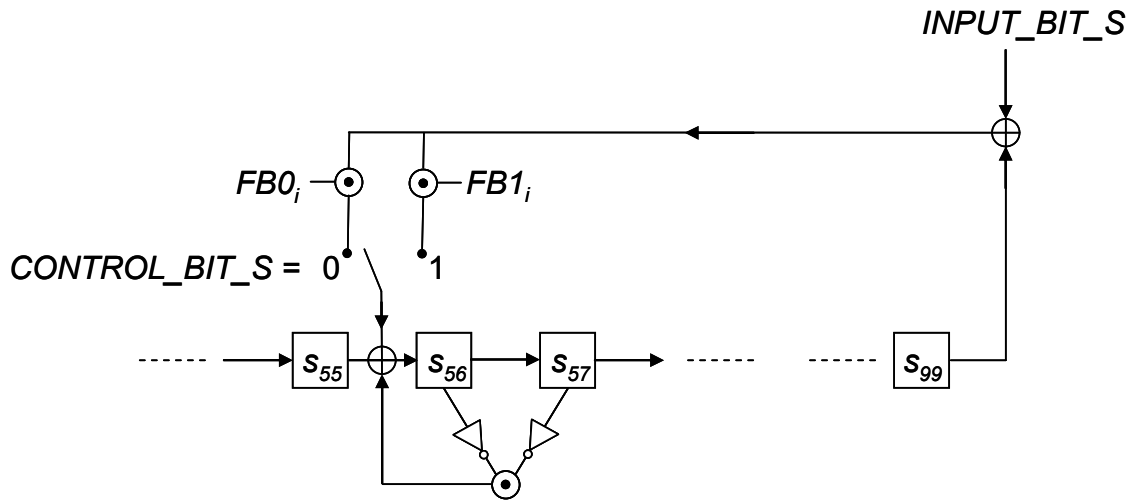 INPUT_BIT_S
FB0i
FB1i
CONTROL_BIT_S = 0 1
s55
s56
s57
s99